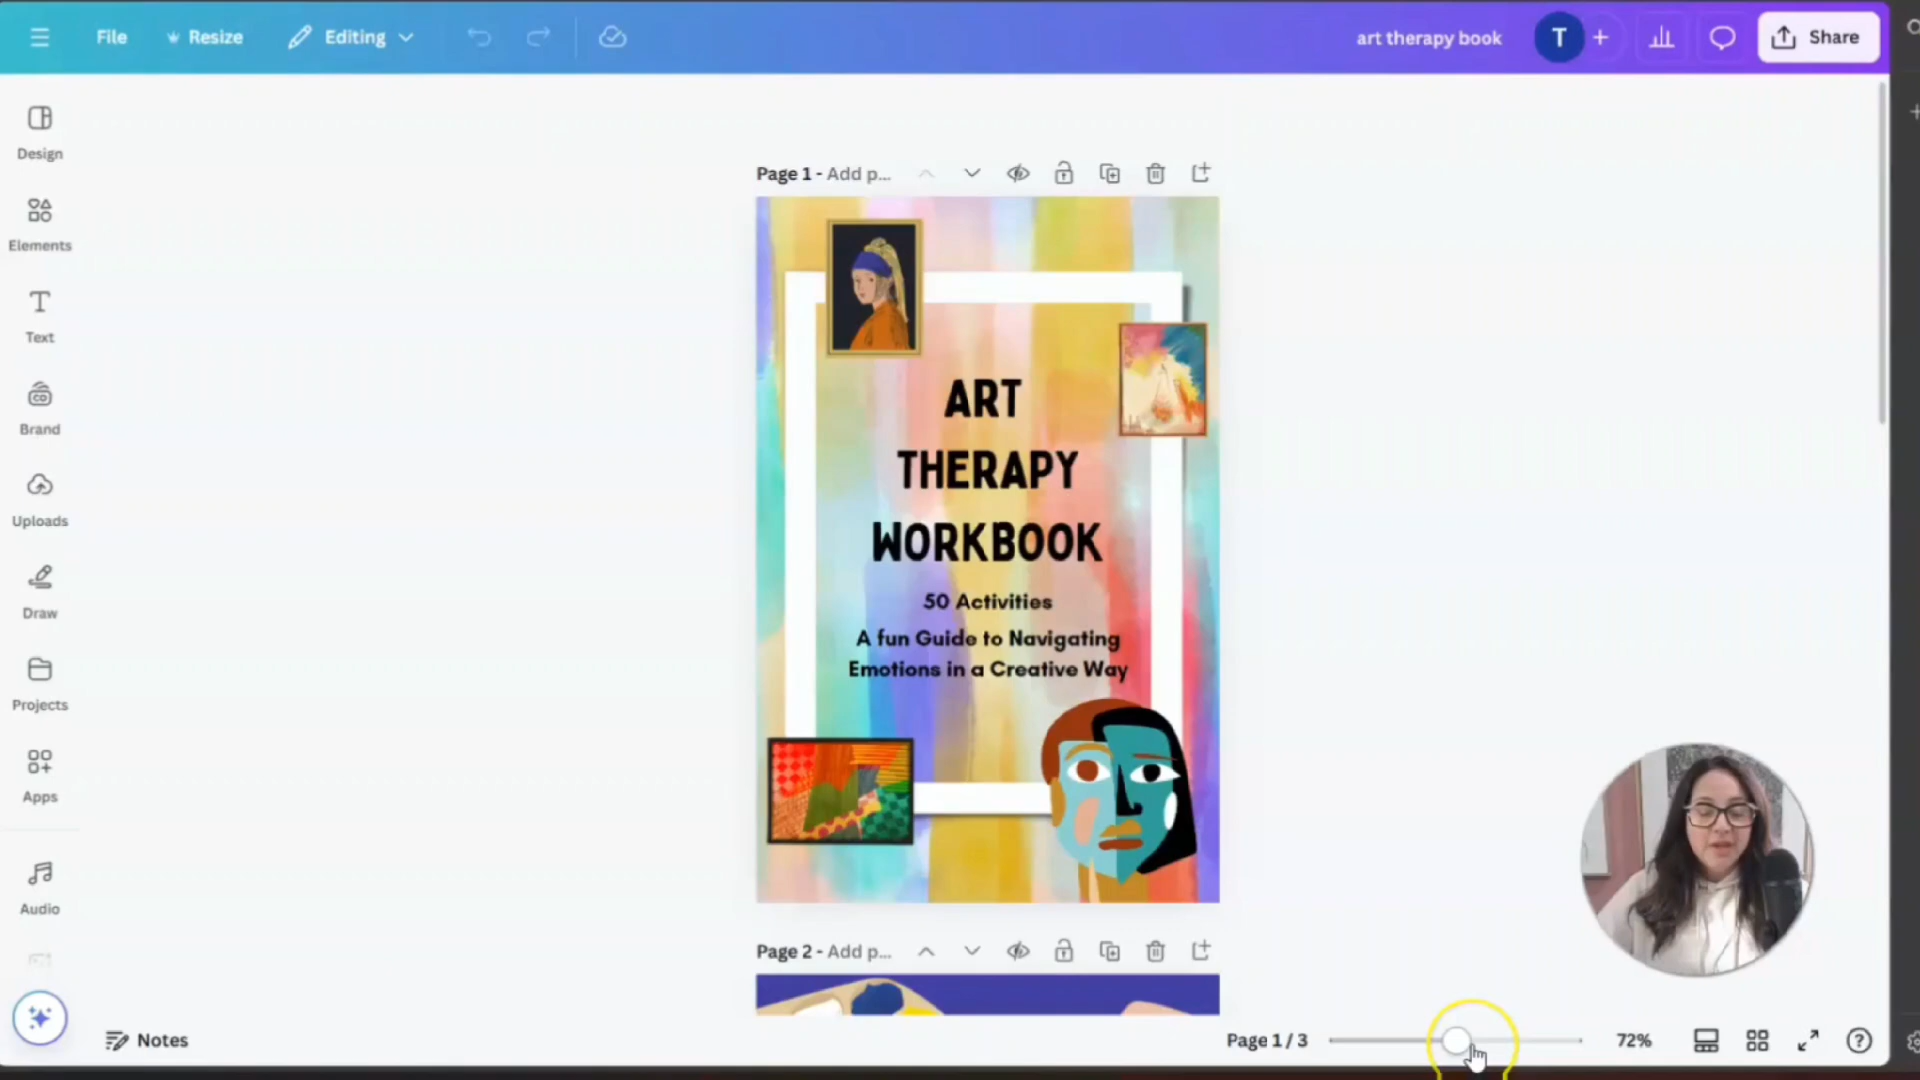 File
Resize
Editing
art therapy book
T
Share
Design
Elements
Text
Brand
Uploads
Draw
Projects
Apps
Audio
Page 1 - Add p...
ART
THERAPY
WORKBOOK
50 Activities
A fun Guide to Navigating
Emotions in a Creative Way
Page 2 - Add p...
Notes
Page 1 / 3
72%